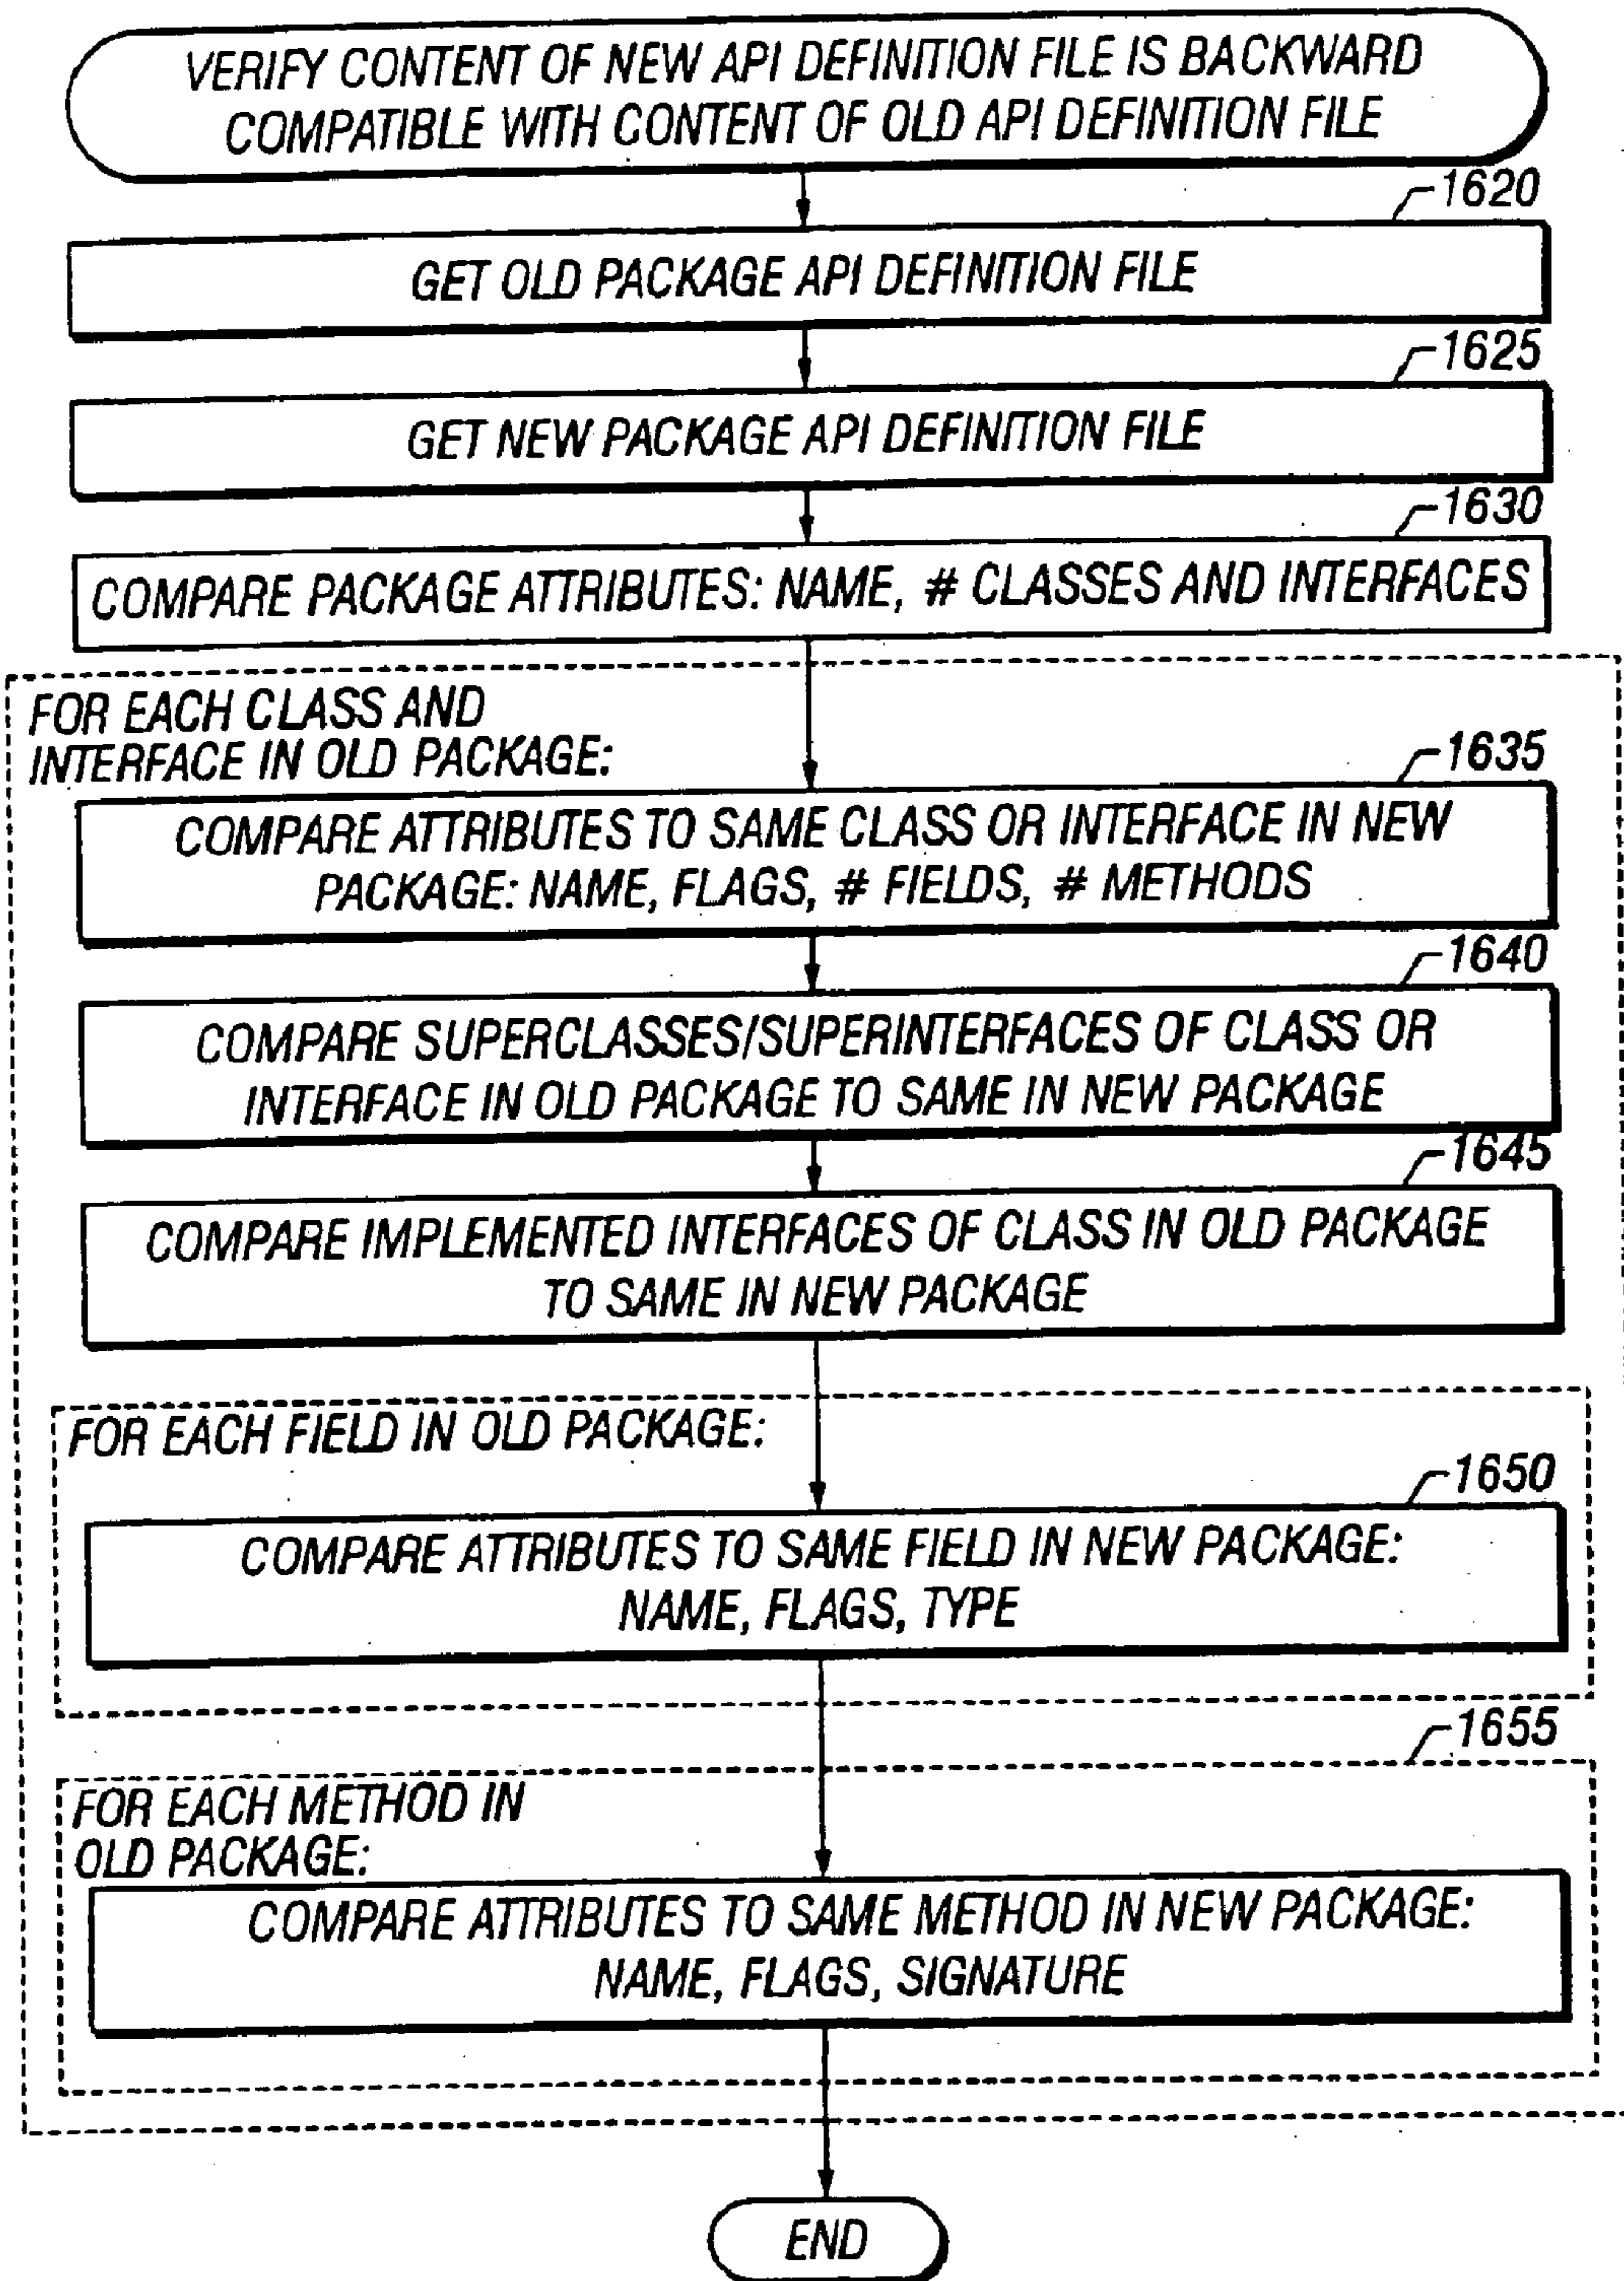 VERIFY CONTENT OF NEW API DEFINITION FILE IS BACKWARD
COMPATIBLE WITH CONTENT OF OLD API DEFINITION FILE
1620
GET OLD PACKAGE API DEFINITION FILE
1625
GET NEW PACKAGE API DEFINITION FILE
1630
COMPARE PACKAGE ATTRIBUTES: NAME, # CLASSES AND INTERFACES
FOR EACH CLASS AND
INTERFACE IN OLD PACKAGE:
1635
COMPARE ATTRIBUTES TO SAME CLASS OR INTERFACE IN NEW
PACKAGE: NAME, FLAGS, # FIELDS, # METHODS
1640
COMPARE SUPERCLASSES/SUPERINTERFACES OF CLASS OR
INTERFACE IN OLD PACKAGE TO SAME IN NEW PACKAGE
1645
COMPARE IMPLEMENTED INTERFACES OF CLASS IN OLD PACKAGE
TO SAME IN NEW PACKAGE
FOR EACH FIELD IN OLD PACKAGE:
1650
COMPARE ATTRIBUTES TO SAME FIELD IN NEW PACKAGE:
NAME, FLAGS, TYPE
1655
FOR EACH METHOD IN
OLD PACKAGE:
COMPARE ATTRIBUTES TO SAME METHOD IN NEW PACKAGE:
NAME, FLAGS, SIGNATURE
END